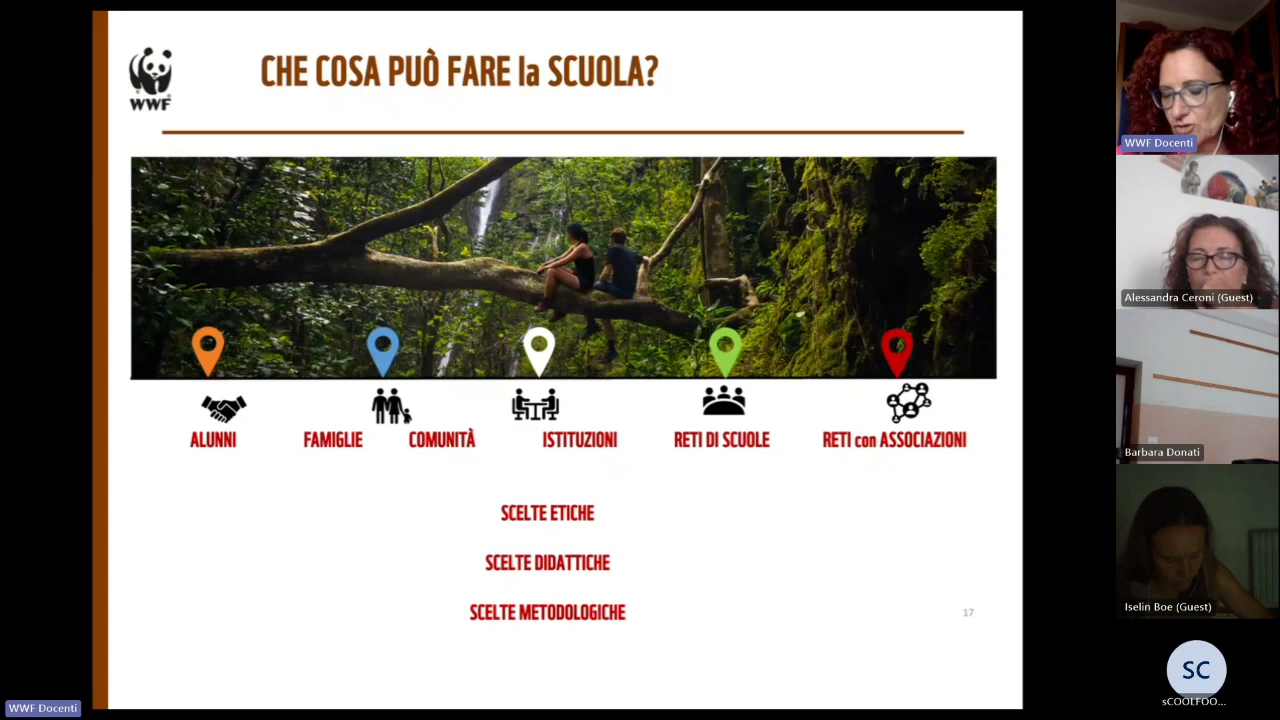 CHE COSA PUÒ FARE la SCUOLA?
WWF
ALUNNI
FAMIGLIE
COMUNITÀ
ISTITUZIONI
RETI DI SCUOLE
RETI con ASSOCIAZIONI
SCELTE ETICHE
SCELTE DIDATTICHE
SCELTE METODOLOGICHE
17
WWF Docenti
WWF Docenti
Alessandra Ceroni (Guest)
Barbara Donati
Iselin Boe (Guest)
SC
sCOOLFOO...